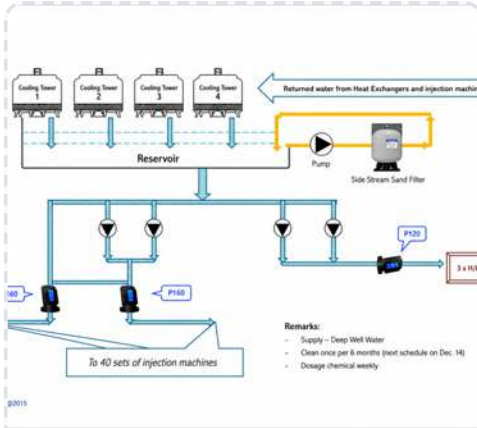 Cooling Tower
1
Cooling Tower
2
Cooling Tower
3
Cooling Tower
4
Returned water from Heat Exchangers and injection machin
Reservoir
Pump
Side Stream Sand Filter
P120
160
P160
3 x H/
To 40 sets of injection machines
Remarks:
- Supply – Deep Well Water
- Clean once per 6 months (next schedule on Dec. 14)
- Dosage chemical weekly
@2015